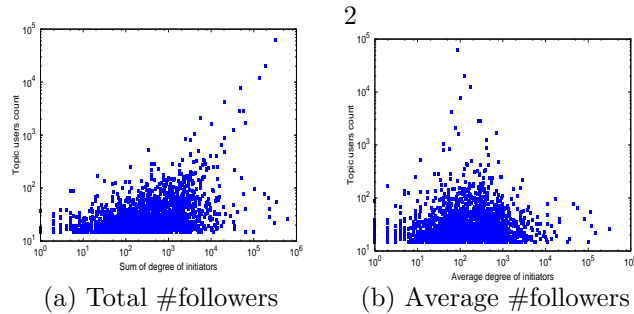 2
10^5
10^4
10^3
10^2
10^1
Topic users count
10^0 10^1 10^2 10^3 10^4 10^5 10^6
Sum of degree of initiators
(a) Total #followers
10^5
10^4
10^3
10^2
10^1
Topic users count
10^0 10^1 10^2 10^3 10^4 10^5 10^6
Average degree of initiators
(b) Average #followers